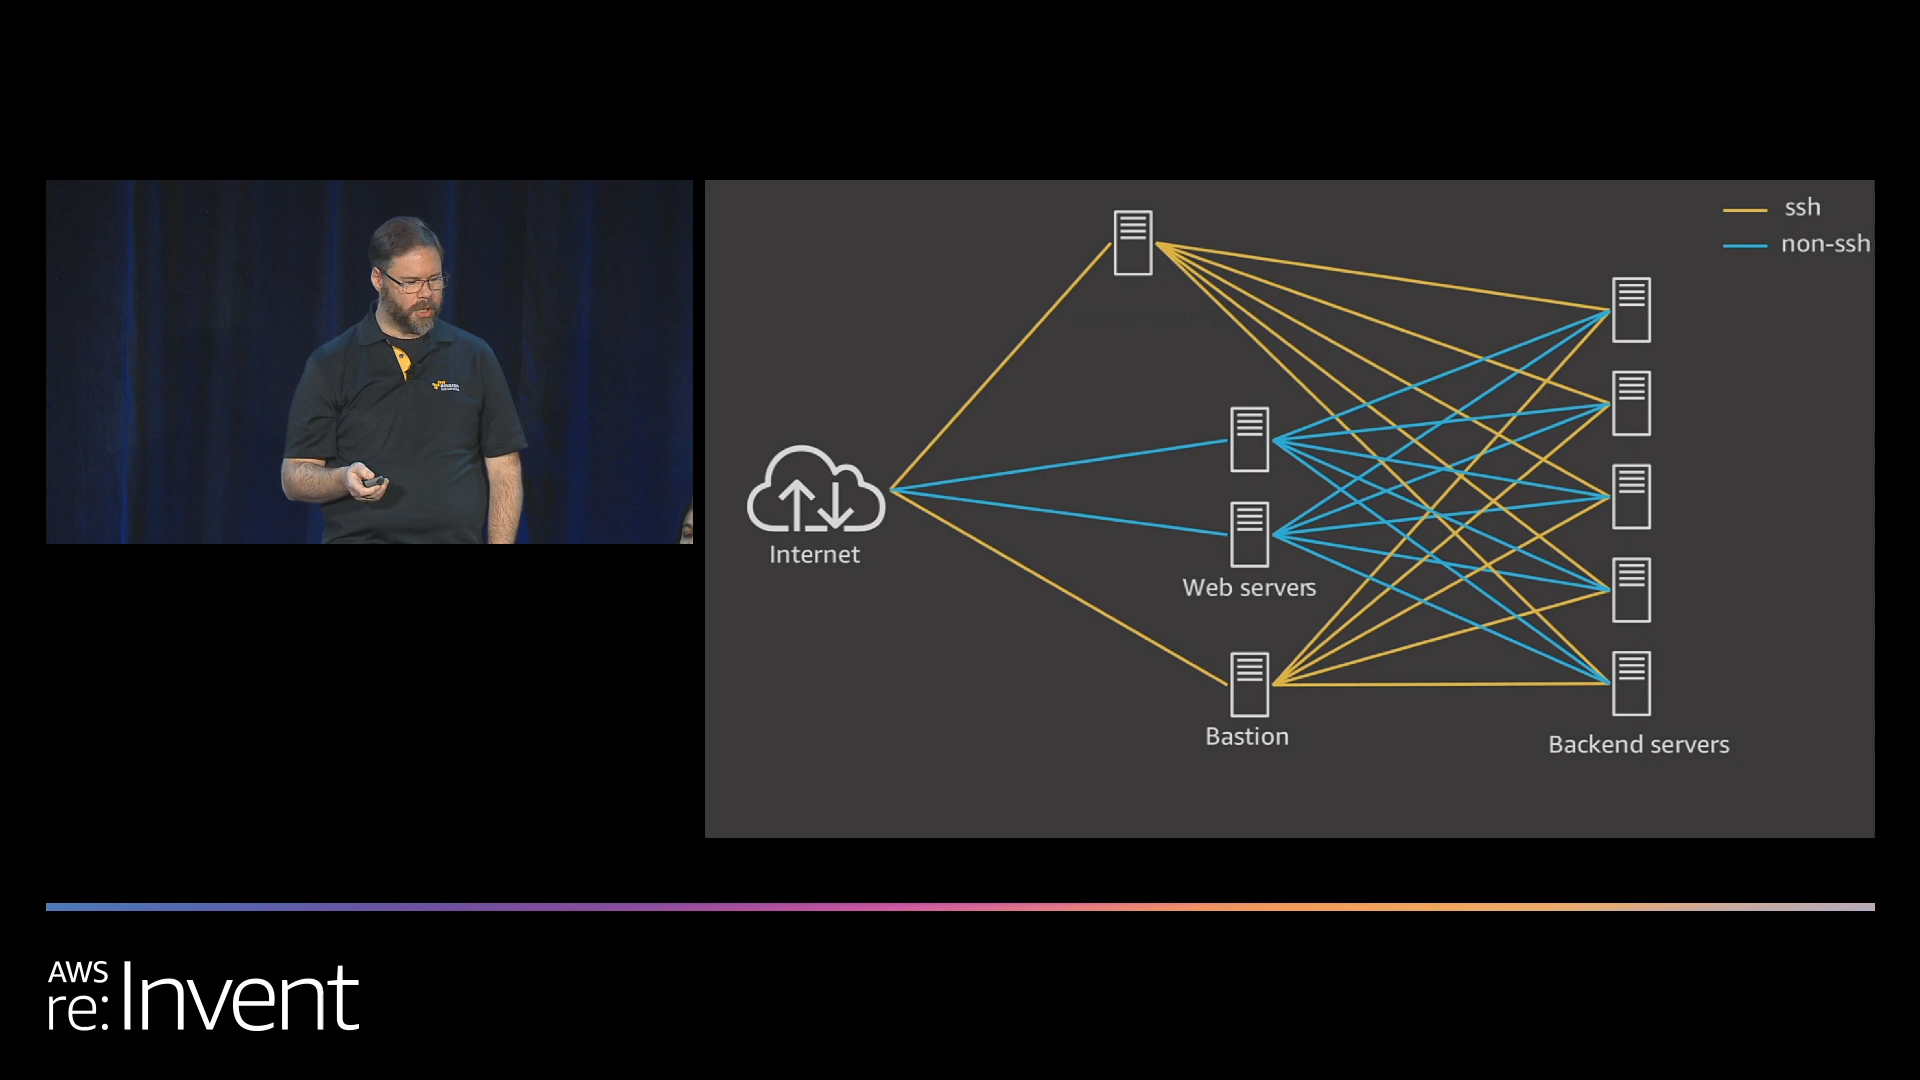 ssh
non-ssh
Internet
Web servers
Bastion
Backend servers
AWS
re:Invent